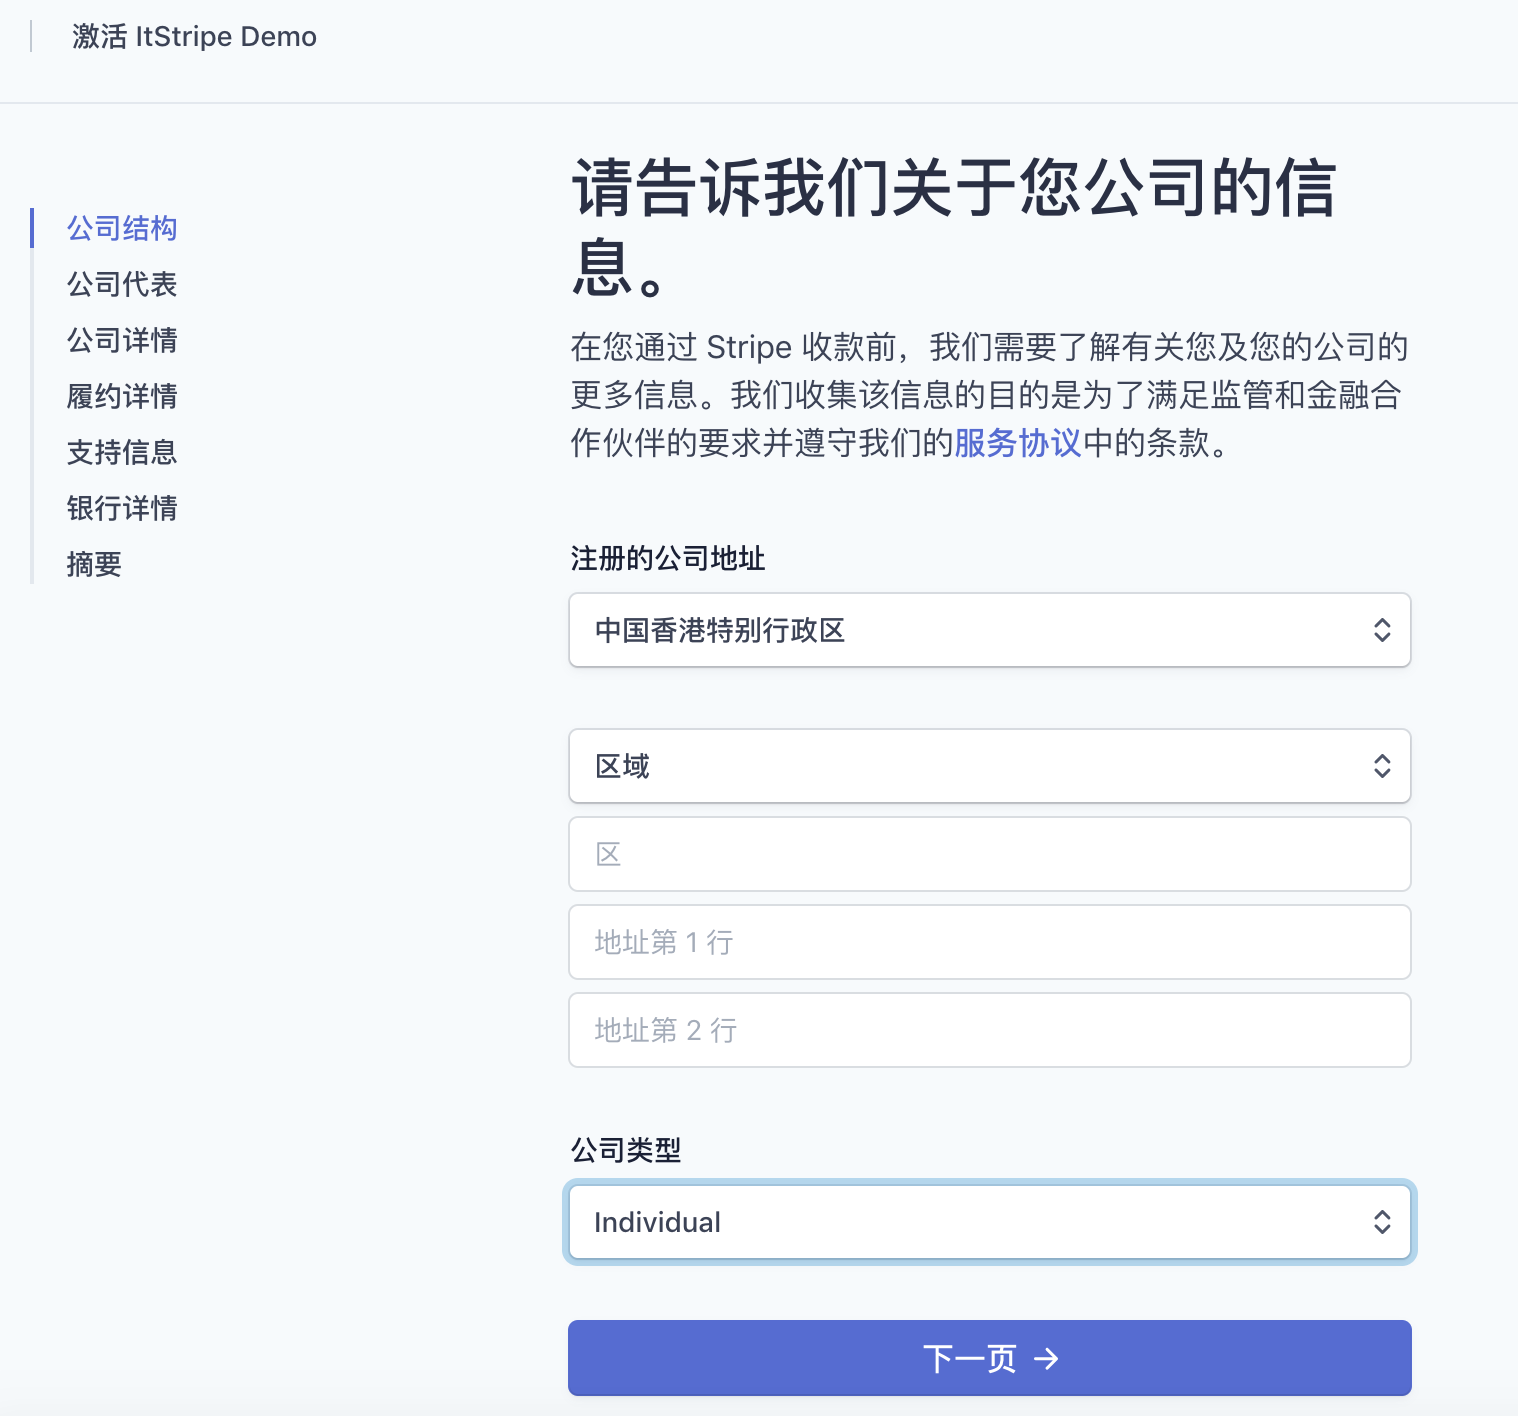 激活 ItStripe Demo
公司结构
公司代表
公司详情
履约详情
支持信息
银行详情
摘要
请告诉我们关于您公司的信
息。
在您通过 Stripe 收款前，我们需要了解有关您及您的公司的
更多信息。我们收集该信息的目的是为了满足监管和金融合
作伙伴的要求并遵守我们的服务协议中的条款。
注册的公司地址
中国香港特别行政区
区域
区
地址第 1 行
地址第 2 行
公司类型
Individual
下一页 →